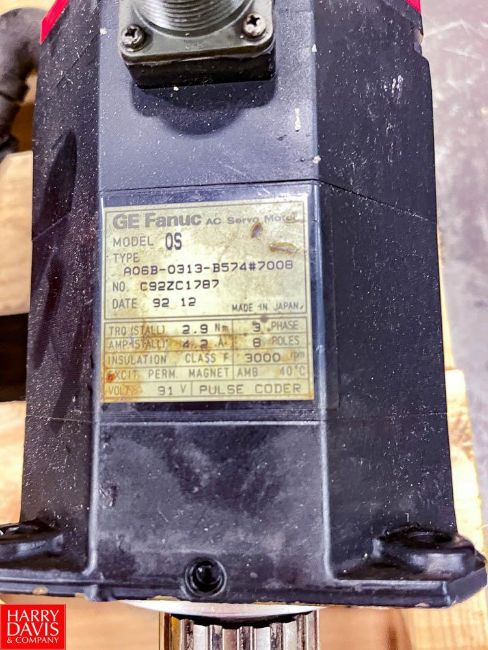 GE Fanuc AC Servo Motor
MODEL 0S
TYPE
A06B-0313-B574#7008
NO. C92ZC1787
DATE 92 12 MADE IN JAPAN
TRQ(STALL) 2.9 Nm 3 PHASE
AMP(STALL) 4.2 A 8 POLES
INSULATION CLASS F 3000 rpm
EXCIT PERM MAGNET AMB 40°C
VOLT 91 V PULSE CODER
HARRY
DAVIS
& COMPANY